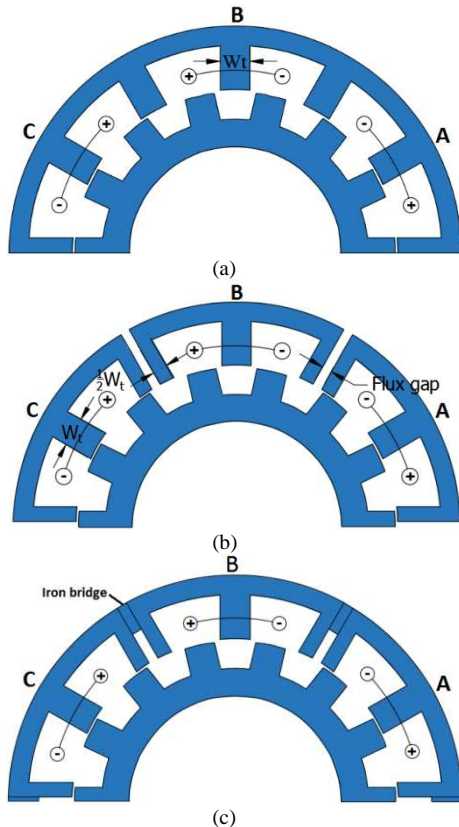 B
Wt
+
-
C
+
-
A
-
+
(a)
B
½Wt
+
-
Flux gap
C
+
-
A
Wt
-
+
(b)
B
Iron bridge
+
-
C
+
-
A
-
+
(c)